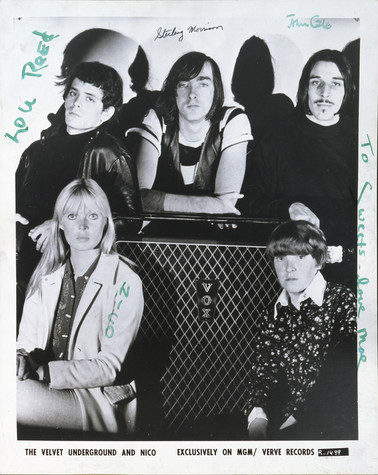 Lou Reed
Sterling Morrison
John Cale
To Sweets - love Moe
NICO
VOX
THE VELVET UNDERGROUND AND NICO
EXCLUSIVELY ON MGM/ VERVE RECORDS
R-1499